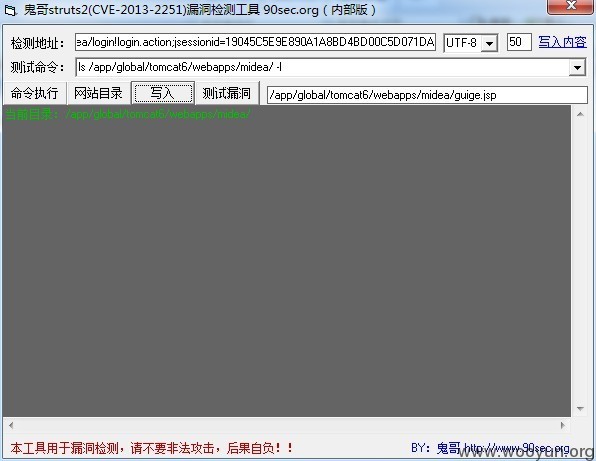 鬼哥struts2(CVE-2013-2251)漏洞检测工具 90sec.org（内部版）
检测地址： ea/login!login.action;jsessionid=19045C5E9E890A1A8BD4BD00C5D071DA UTF-8 50 写入内容
测试命令： ls /app/global/tomcat6/webapps/midea/ -l
命令执行 网站目录 写入 测试漏洞 /app/global/tomcat6/webapps/midea/guige.jsp
当前目录：/app/global/tomcat6/webapps/midea/
本工具用于漏洞检测，请不要非法攻击，后果自负！！ BY：鬼哥 http://www.90sec.org
www.wooyun.org